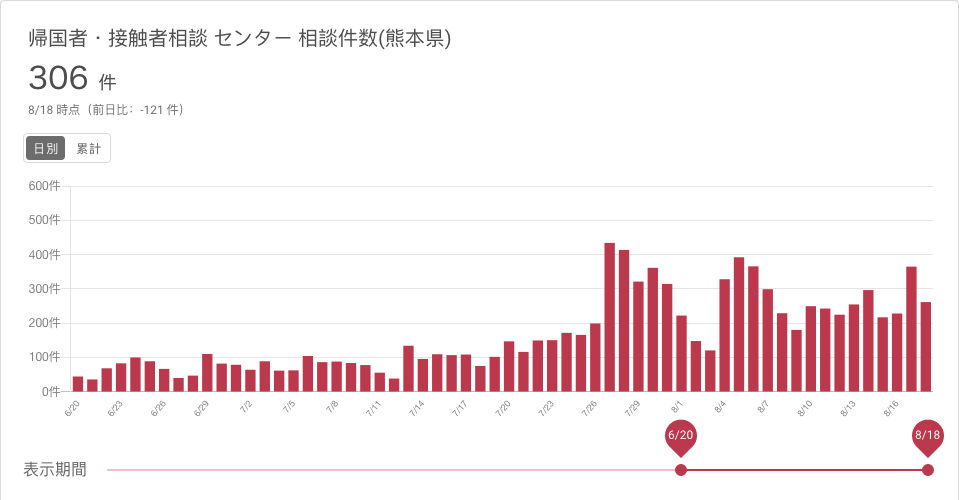 帰国者・接触者相談 センター 相談件数(熊本県)
306 件
8/18 時点（前日比：-121 件）
日別 累計
600件
500件
400件
300件
200件
100件
0件
6/20 6/23 6/26 6/29 7/2 7/5 7/8 7/11 7/14 7/17 7/20 7/23 7/26 7/29 8/1 8/4 8/7 8/10 8/13 8/16
6/20 8/18
表示期間